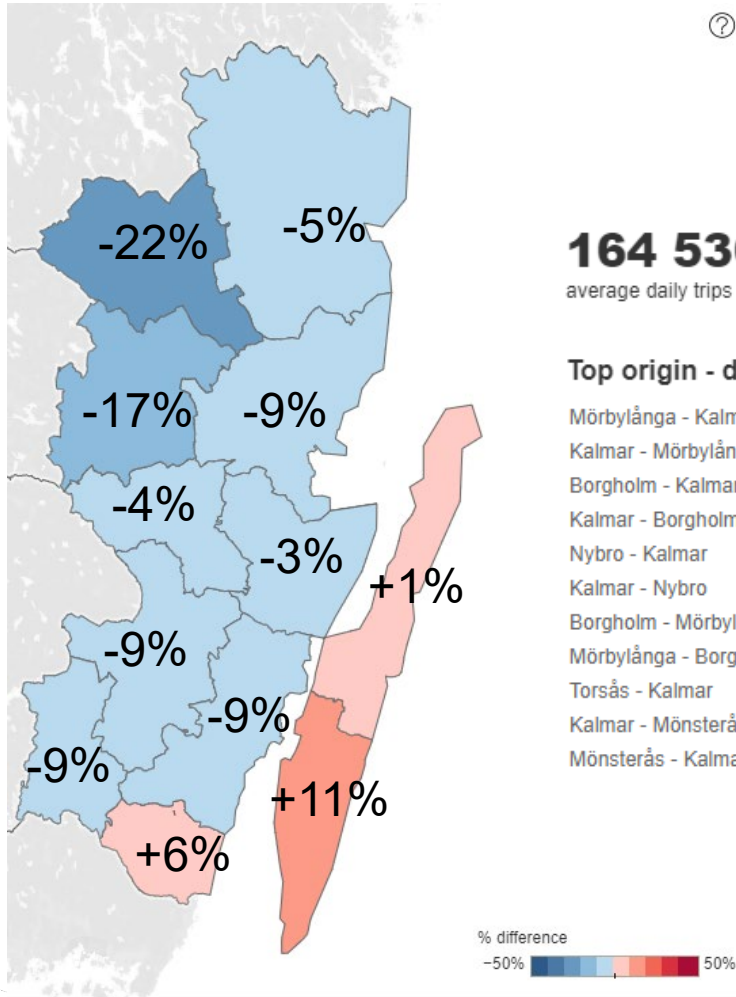 ?
-22%
-5%
-17%
-9%
-4%
-3%
+1%
-9%
-9%
-9%
+11%
+6%
164 53
average daily trips
Top origin - d
Mörbylånga - Kalm
Kalmar - Mörbylån
Borgholm - Kalmar
Kalmar - Borgholm
Nybro - Kalmar
Kalmar - Nybro
Borgholm - Mörbyl
Mörbylånga - Borg
Torsås - Kalmar
Kalmar - Mönsterå
Mönsterås - Kalma
% difference
-50%
50%